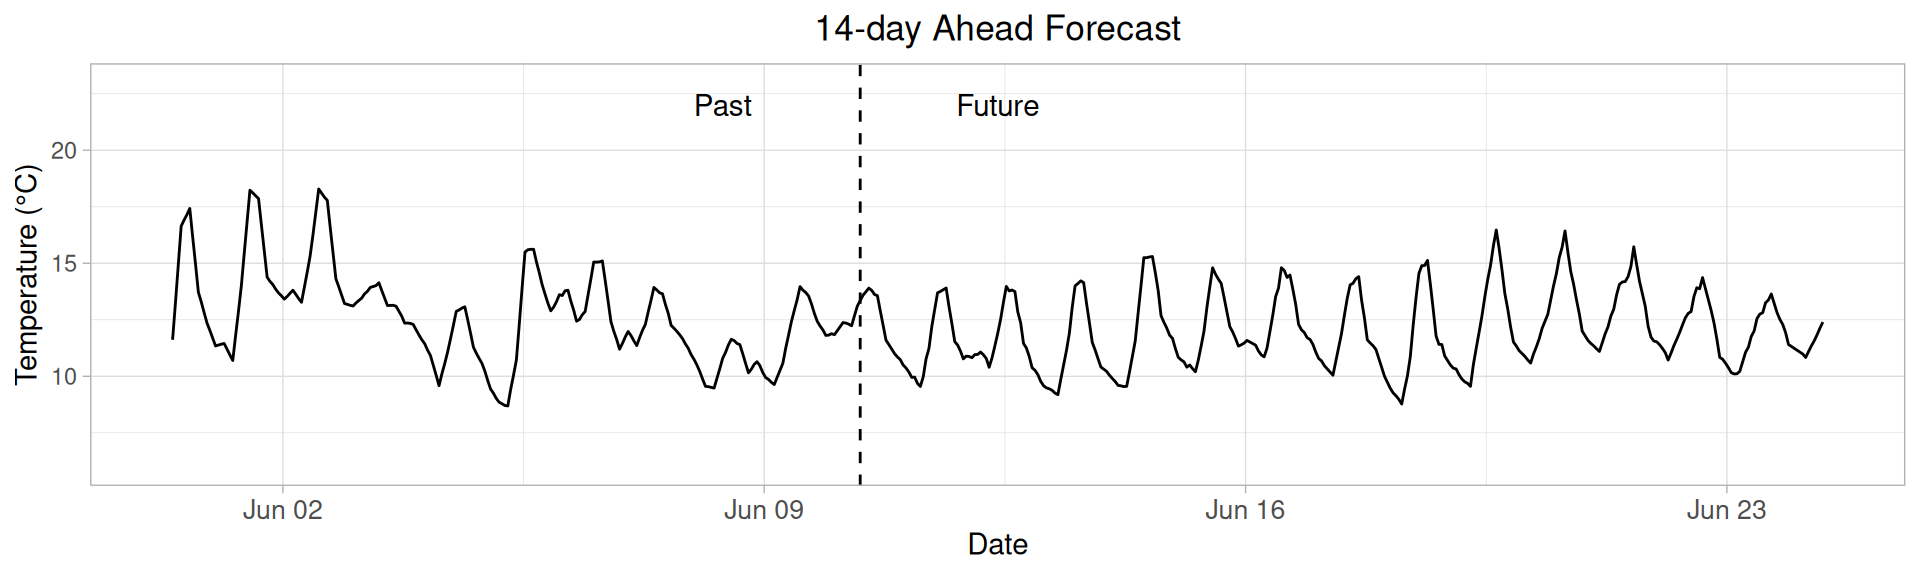 14-day Ahead Forecast
Past
Future
20
15
10
Temperature (°C)
Jun 02
Jun 09
Jun 16
Jun 23
Date